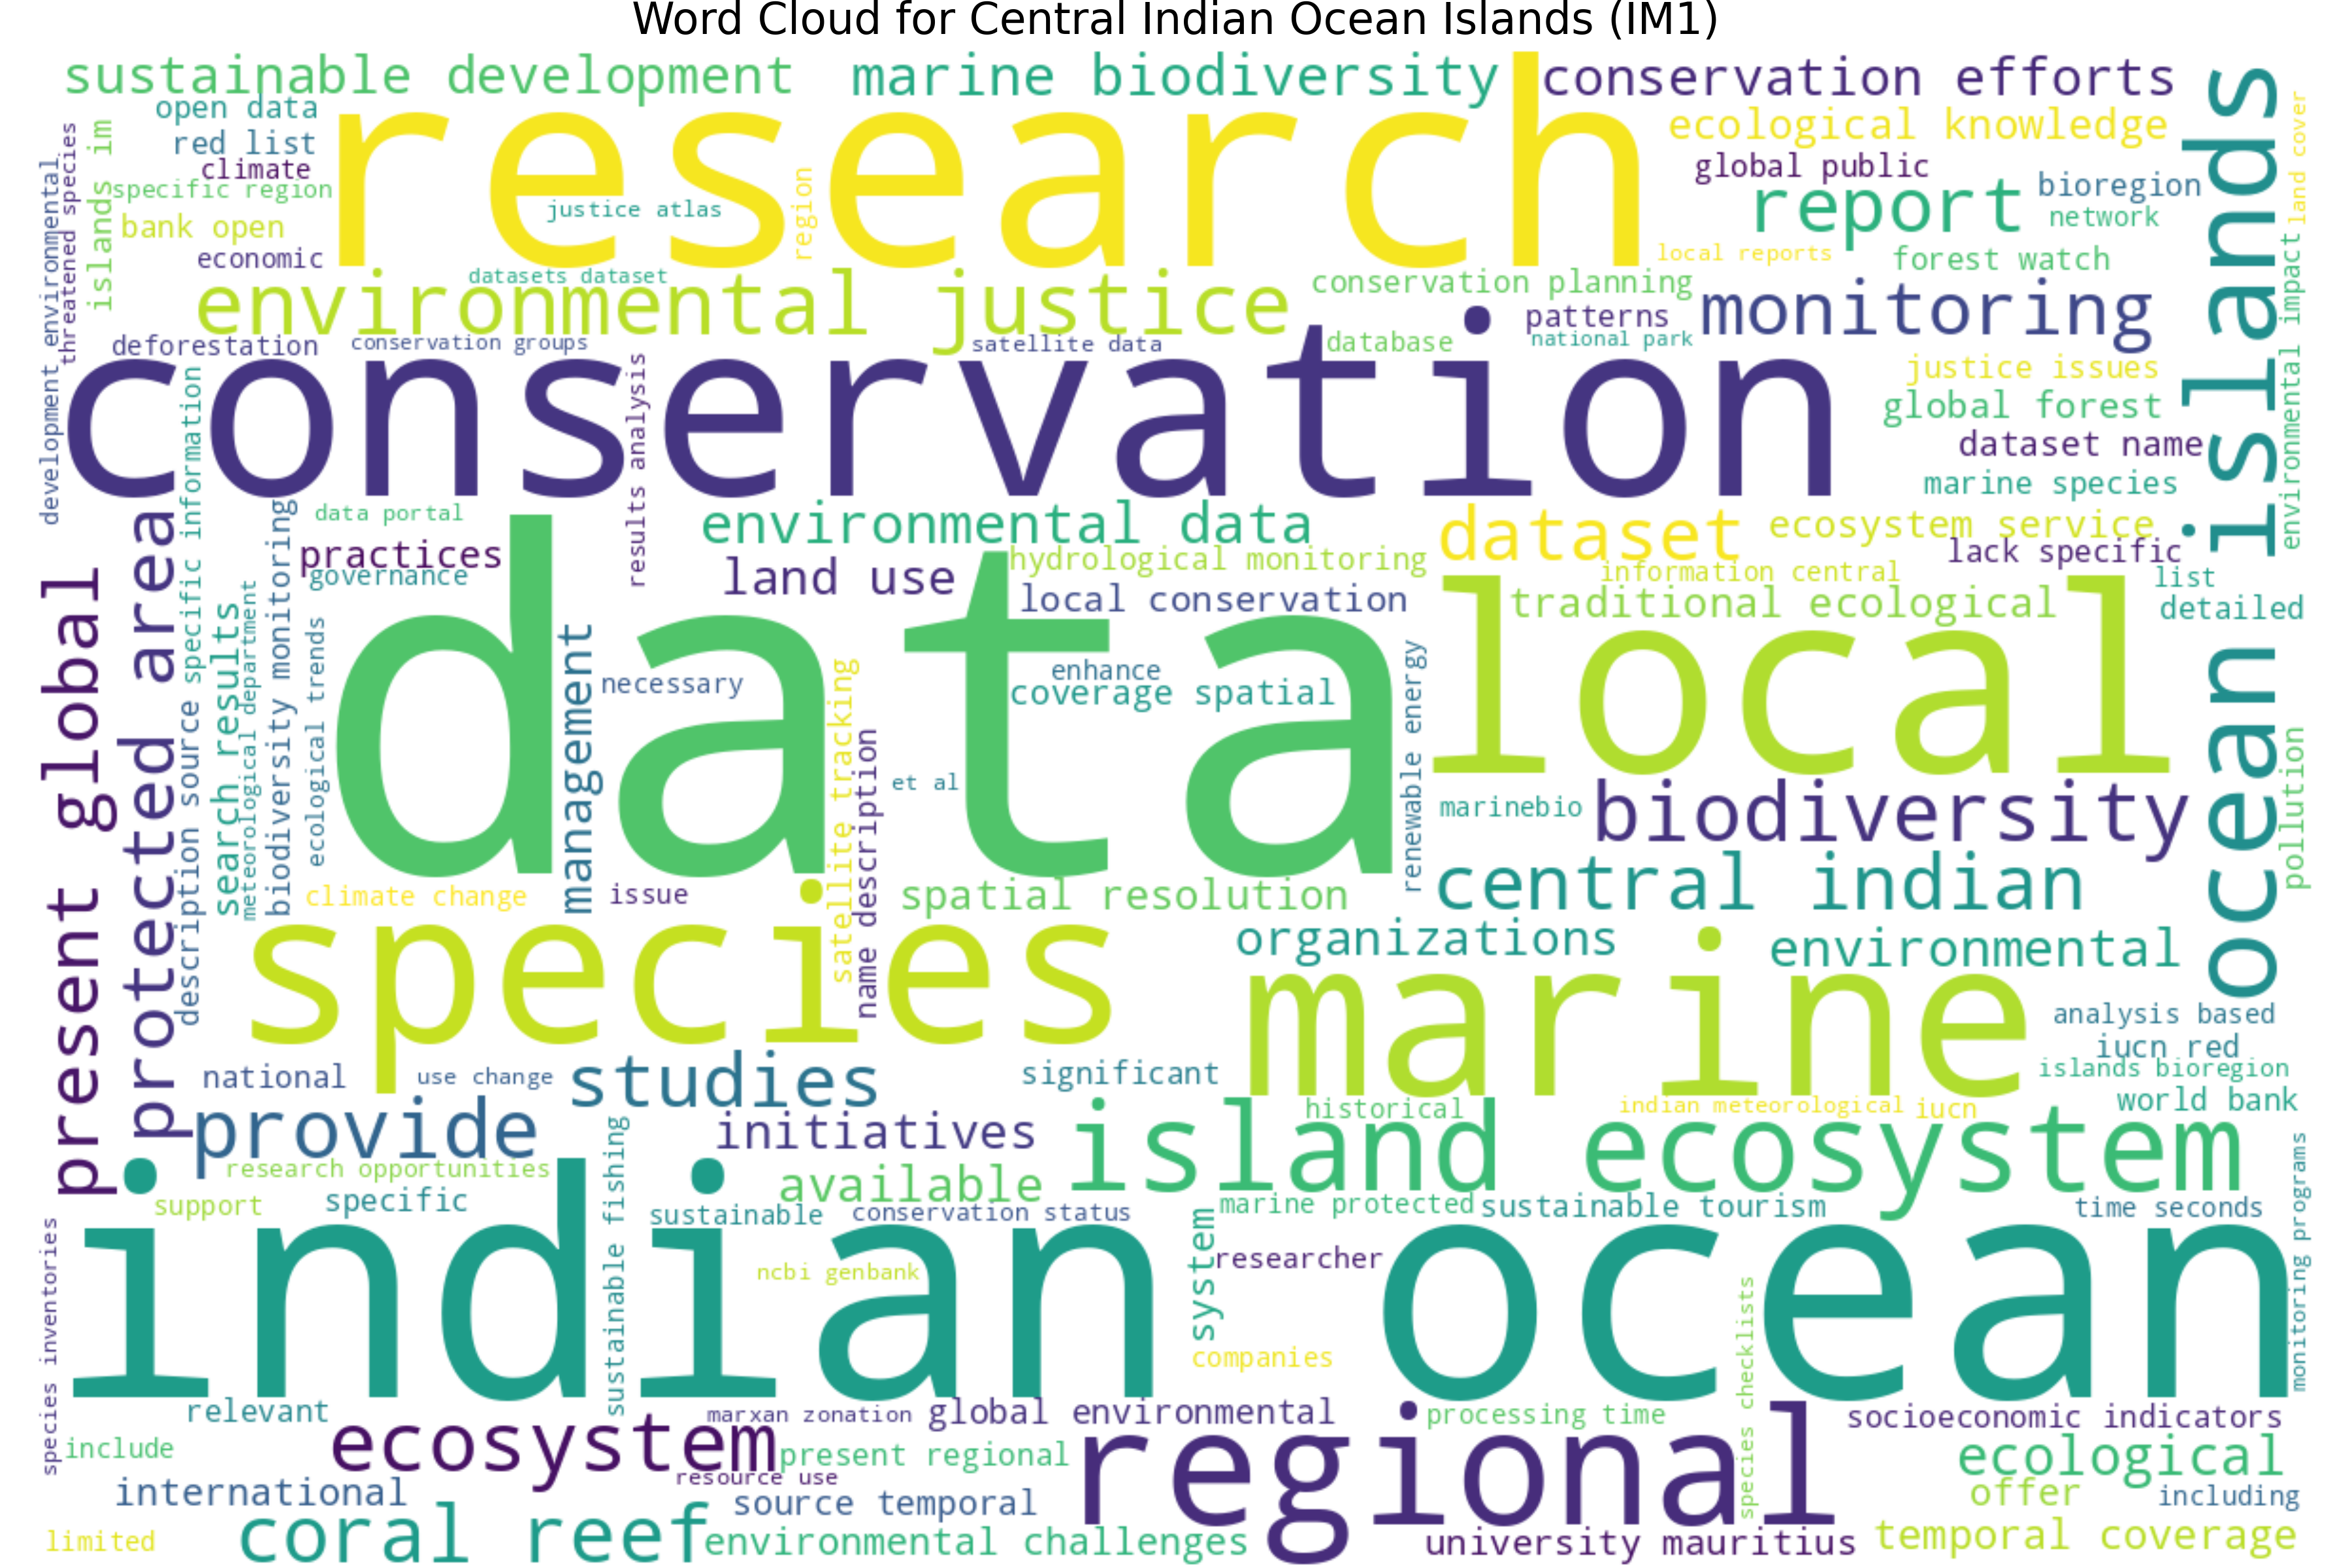 Word Cloud for Central Indian Ocean Islands (IM1)
sustainable development
marine biodiversity
conservation efforts
open data
red list
climate
specific region
bank open
economic
islands im
threatened species
development environmental
research
justice atlas
region
ecological knowledge
global public
report
bioregion
network
local reports
forest watch
land cover
environmental impact
ocean islands
datasets dataset
environmental justice
conservation planning
monitoring
patterns
national park
deforestation
conservation groups
satellite data
database
conservation
results analysis
justice issues
global forest
dataset name
marine species
specific information
description source
data portal
practices
governance
environmental data
land use
hydrological monitoring
local conservation
dataset
ecosystem service
lack specific
information central
traditional ecological
list
detailed
present global
protected area
search results
meteorological department
biodiversity monitoring
ecological trends
data
management
necessary
enhance
coverage spatial
satellite tracking
name description
et al
renewable energy
local
marinebio
biodiversity
pollution
central indian
climate change
issue
spatial resolution
species
organizations
environmental
marine
analysis based
iucn red
islands bioregion
world bank
national
use change
studies
significant
provide
initiatives
historical
indian meteorological
iucn
island ecosystem
research opportunities
available
support
specific
sustainable fishing
sustainable
conservation status
marine protected
sustainable tourism
time seconds
monitoring programs
species inventories
indian ocean
ncbi genbank
system
researcher
companies
species checklists
relevant
marxan zonation
global environmental
processing time
socioeconomic indicators
include
ecosystem
present regional
regional
ecological
resource use
international
source temporal
offer
including
limited
coral reef
environmental challenges
university mauritius
temporal coverage